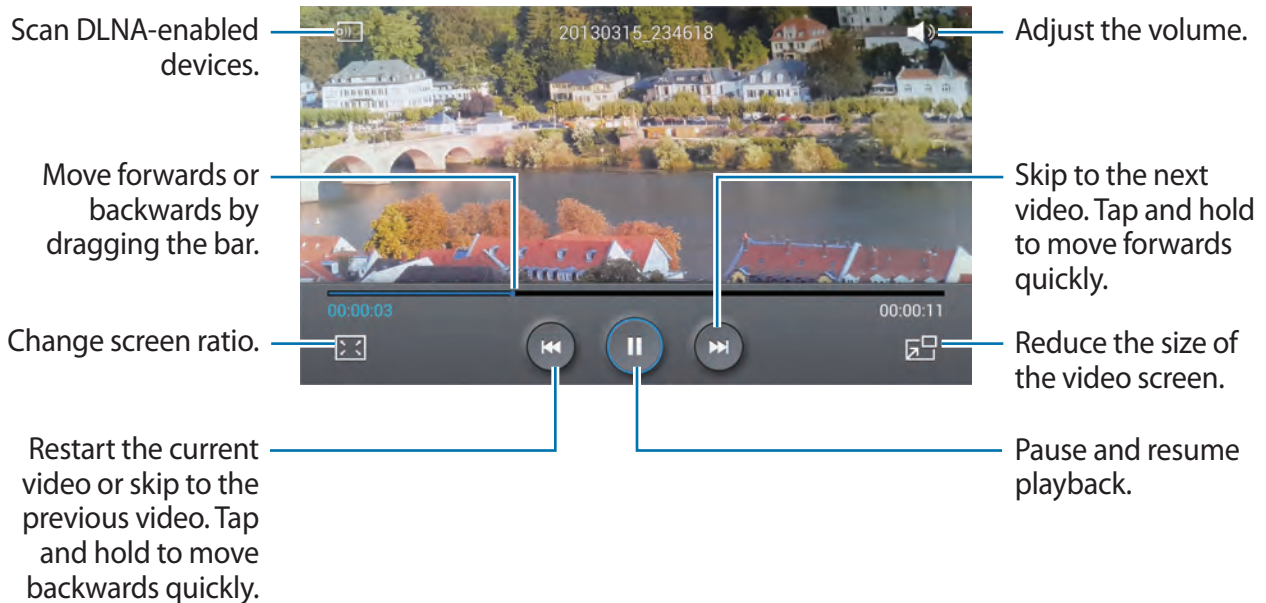 Scan DLNA-enabled
devices.
20130315_234618
Adjust the volume.
Move forwards or
backwards by
dragging the bar.
Skip to the next
video. Tap and hold
to move forwards
quickly.
00:00:03
00:00:11
Change screen ratio.
Reduce the size of
the video screen.
Restart the current
video or skip to the
previous video. Tap
and hold to move
backwards quickly.
Pause and resume
playback.